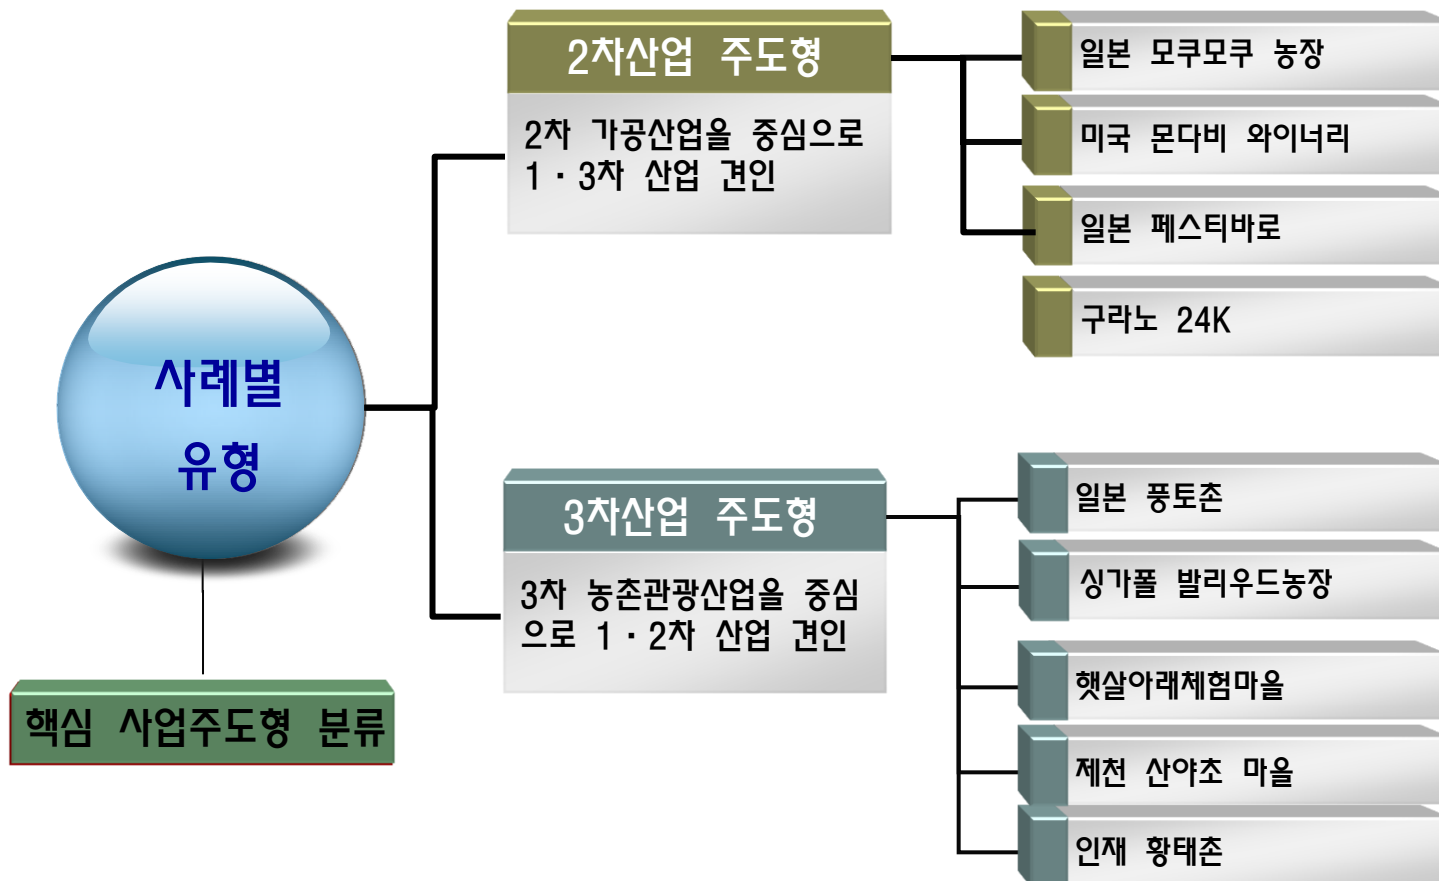 사례별
유형
핵심 사업주도형 분류
2차산업 주도형
2차 가공산업을 중심으로
1·3차 산업 견인
일본 모쿠모쿠 농장
미국 몬다비 와이너리
일본 페스티바로
구라노 24K
3차산업 주도형
3차 농촌관광산업을 중심
으로 1·2차 산업 견인
일본 풍토촌
싱가폴 발리우드농장
햇살아래체험마을
제천 산야초 마을
인재 황태촌